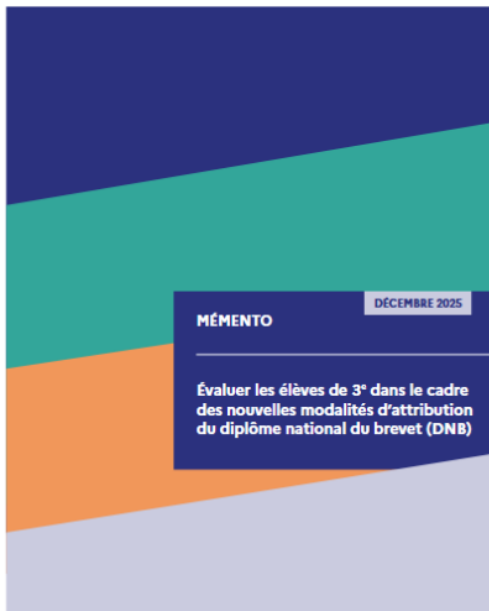 DÉCEMBRE 2025
MÉMENTO
Évaluer les élèves de 3e dans le cadre
des nouvelles modalités d'attribution
du diplôme national du brevet (DNB)